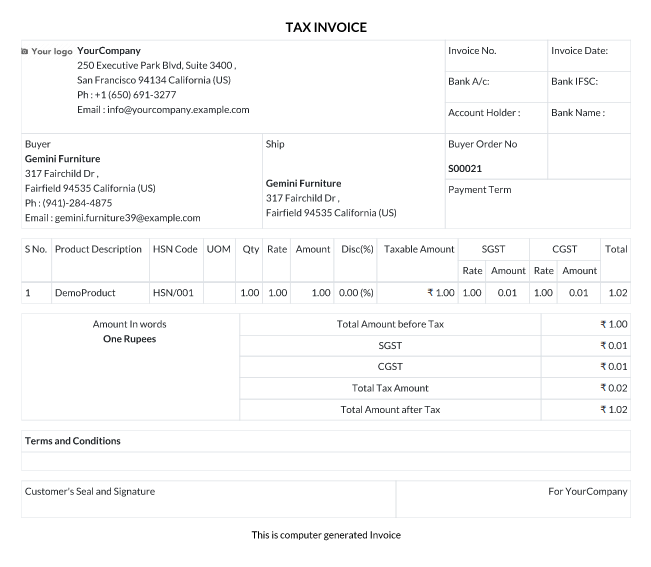 TAX INVOICE
Your logo
YourCompany
250 Executive Park Blvd, Suite 3400 ,
San Francisco 94134 California (US)
Ph : +1 (650) 691-3277
Email : info@yourcompany.example.com
Invoice No. Invoice Date:
Bank A/c: Bank IFSC:
Account Holder : Bank Name :
Buyer
Gemini Furniture
317 Fairchild Dr ,
Fairfield 94535 California (US)
Ph : (941)-284-4875
Email : gemini.furniture39@example.com
Ship
Gemini Furniture
317 Fairchild Dr ,
Fairfield 94535 California (US)
Buyer Order No
S00021
Payment Term
S No. Product Description HSN Code UOM Qty Rate Amount Disc(%) Taxable Amount SGST CGST Total
Rate Amount Rate Amount
1 DemoProduct HSN/001 1.00 1.00 1.00 0.00 (%) ₹ 1.00 1.00 0.01 1.00 0.01 1.02
Amount In words
One Rupees
Total Amount before Tax ₹ 1.00
SGST ₹ 0.01
CGST ₹ 0.01
Total Tax Amount ₹ 0.02
Total Amount after Tax ₹ 1.02
Terms and Conditions
Customer's Seal and Signature For YourCompany
This is computer generated Invoice